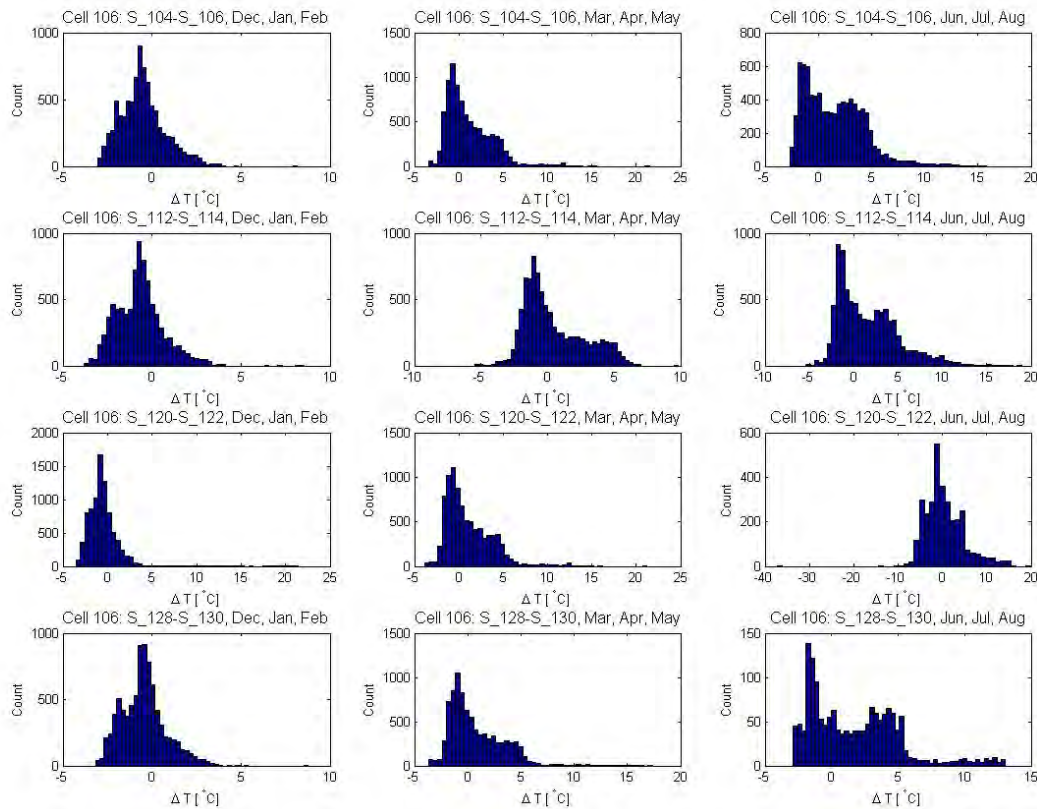 Cell 106: S_104-S_106, Dec, Jan, Feb
Cell 106: S_104-S_106, Mar, Apr, May
Cell 106: S_104-S_106, Jun, Jul, Aug
1000
500
0
Count
-5 0 5 10
Δ T [ °C]
1500
1000
500
0
Count
-5 0 5 10 15 20 25
Δ T [ °C]
800
600
400
200
0
Count
-5 0 5 10 15 20
Δ T [ °C]
Cell 106: S_112-S_114, Dec, Jan, Feb
Cell 106: S_112-S_114, Mar, Apr, May
Cell 106: S_112-S_114, Jun, Jul, Aug
1000
500
0
Count
-5 0 5 10
Δ T [ °C]
1000
500
0
Count
-10 -5 0 5 10
Δ T [ °C]
1000
500
0
Count
-10 -5 0 5 10 15 20
Δ T [ °C]
Cell 106: S_120-S_122, Dec, Jan, Feb
Cell 106: S_120-S_122, Mar, Apr, May
Cell 106: S_120-S_122, Jun, Jul, Aug
2000
1500
1000
500
0
Count
-5 0 5 10 15 20 25
Δ T [ °C]
1500
1000
500
0
Count
-5 0 5 10 15 20 25
Δ T [ °C]
600
400
200
0
Count
-40 -30 -20 -10 0 10 20
Δ T [ °C]
Cell 106: S_128-S_130, Dec, Jan, Feb
Cell 106: S_128-S_130, Mar, Apr, May
Cell 106: S_128-S_130, Jun, Jul, Aug
1000
500
0
Count
-5 0 5 10
Δ T [ °C]
1500
1000
500
0
Count
-5 0 5 10 15 20
Δ T [ °C]
150
100
50
0
Count
-5 0 5 10 15
Δ T [ °C]